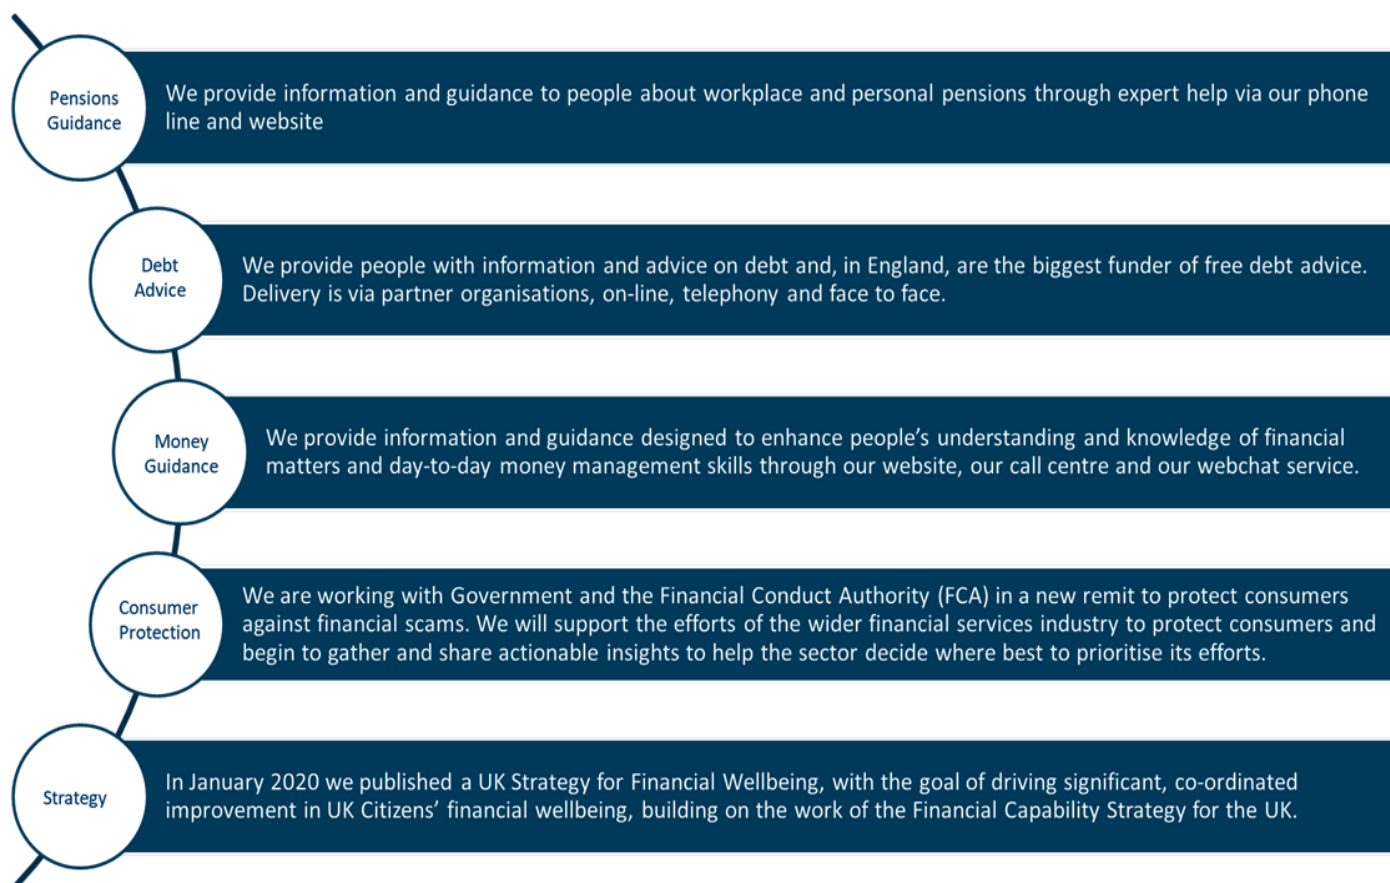 Pensions
Guidance
We provide information and guidance to people about workplace and personal pensions through expert help via our phone
line and website
Debt
Advice
We provide people with information and advice on debt and, in England, are the biggest funder of free debt advice.
Delivery is via partner organisations, on-line, telephony and face to face.
Money
Guidance
We provide information and guidance designed to enhance people’s understanding and knowledge of financial
matters and day-to-day money management skills through our website, our call centre and our webchat service.
Consumer
Protection
We are working with Government and the Financial Conduct Authority (FCA) in a new remit to protect consumers
against financial scams. We will support the efforts of the wider financial services industry to protect consumers and
begin to gather and share actionable insights to help the sector decide where best to prioritise its efforts.
Strategy
In January 2020 we published a UK Strategy for Financial Wellbeing, with the goal of driving significant, co-ordinated
improvement in UK Citizens’ financial wellbeing, building on the work of the Financial Capability Strategy for the UK.